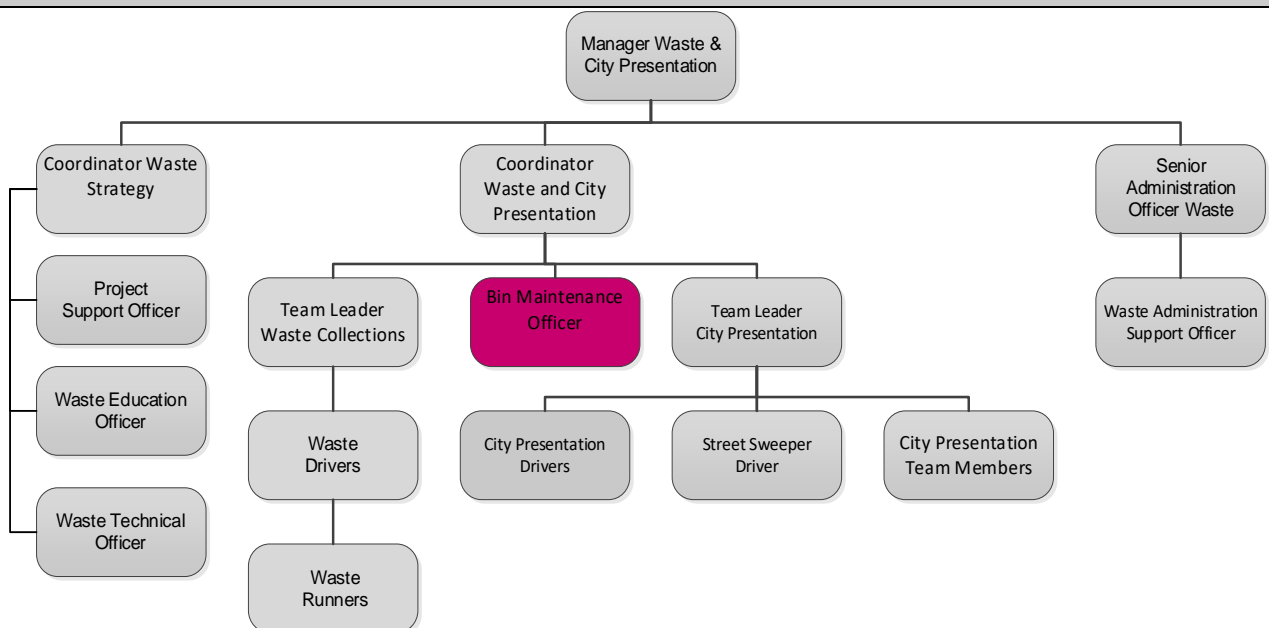 Manager Waste &
City Presentation
Coordinator Waste
Strategy
Coordinator
Waste and City
Presentation
Senior
Administration
Officer Waste
Project
Support Officer
Team Leader
Waste Collections
Bin Maintenance
Officer
Team Leader
City Presentation
Waste Administration
Support Officer
Waste Education
Officer
Waste
Drivers
City Presentation
Drivers
Street Sweeper
Driver
City Presentation
Team Members
Waste Technical
Officer
Waste
Runners